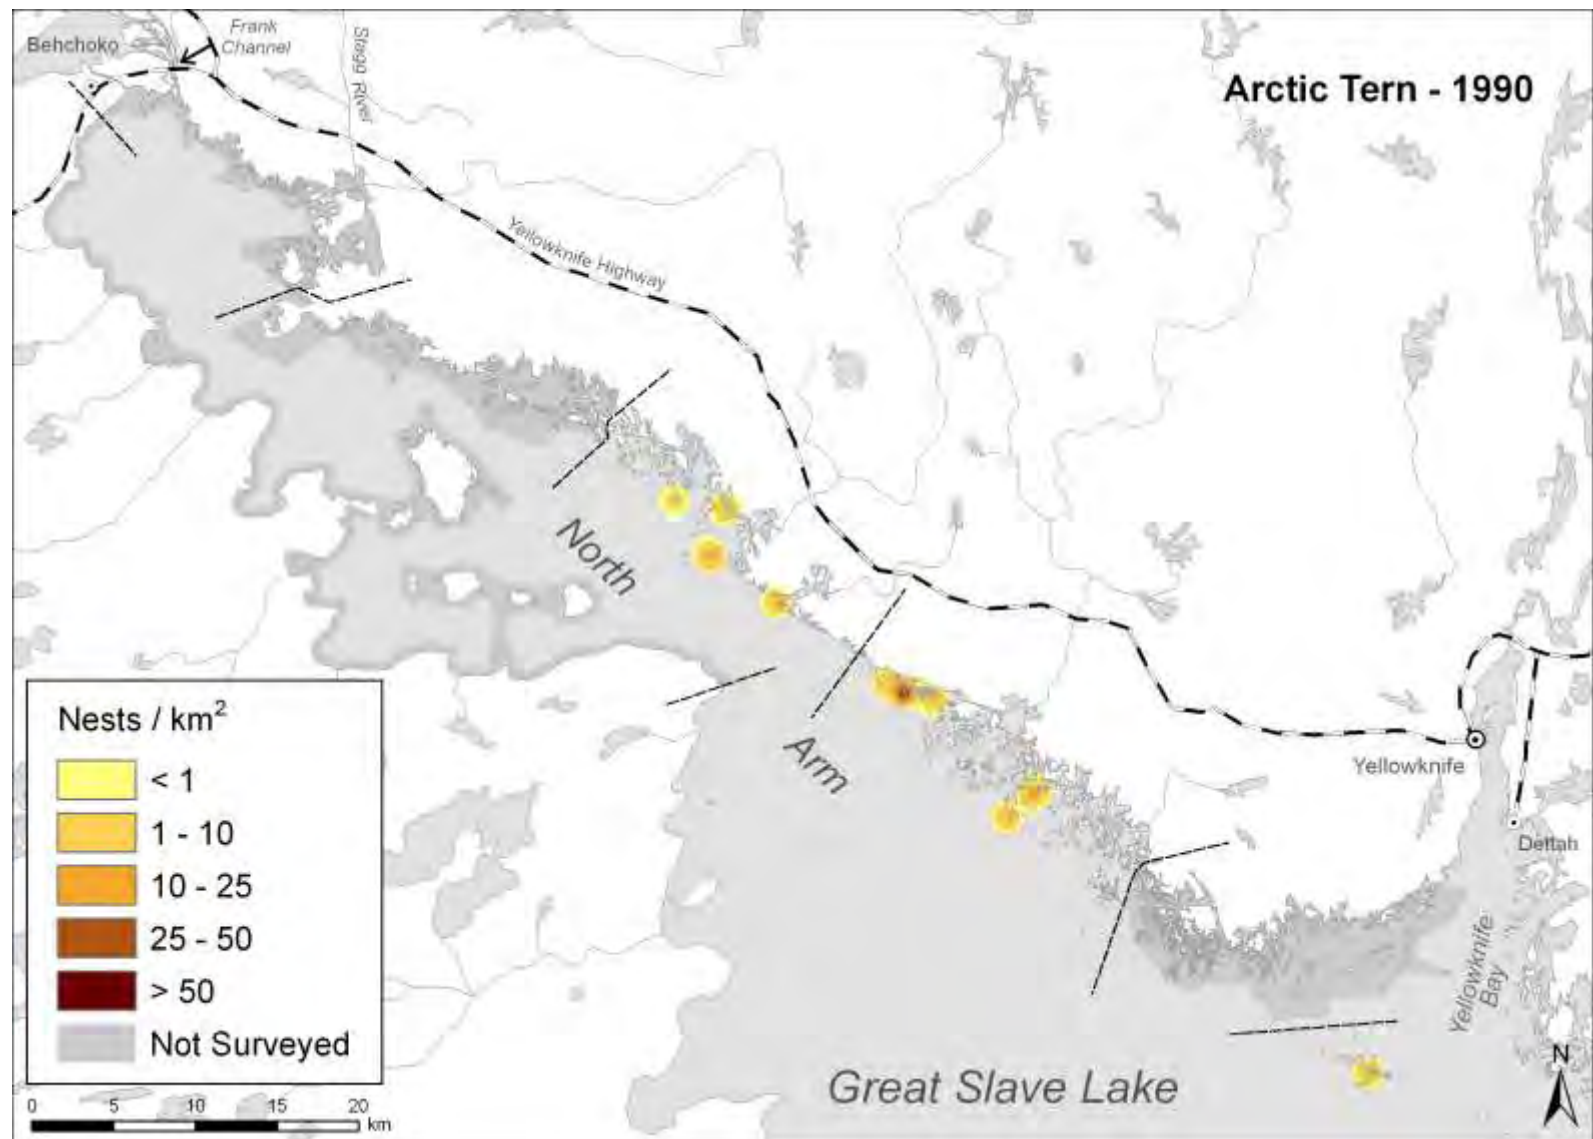 Behchoko
Frank
Channel
Stagg River
Arctic Tern - 1990
Yellowknife Highway
North
Arm
Yellowknife
Dettah
Yellowknife
Bay
Great Slave Lake
Nests / km2
< 1
1 - 10
10 - 25
25 - 50
> 50
Not Surveyed
0 5 10 15 20
km
N